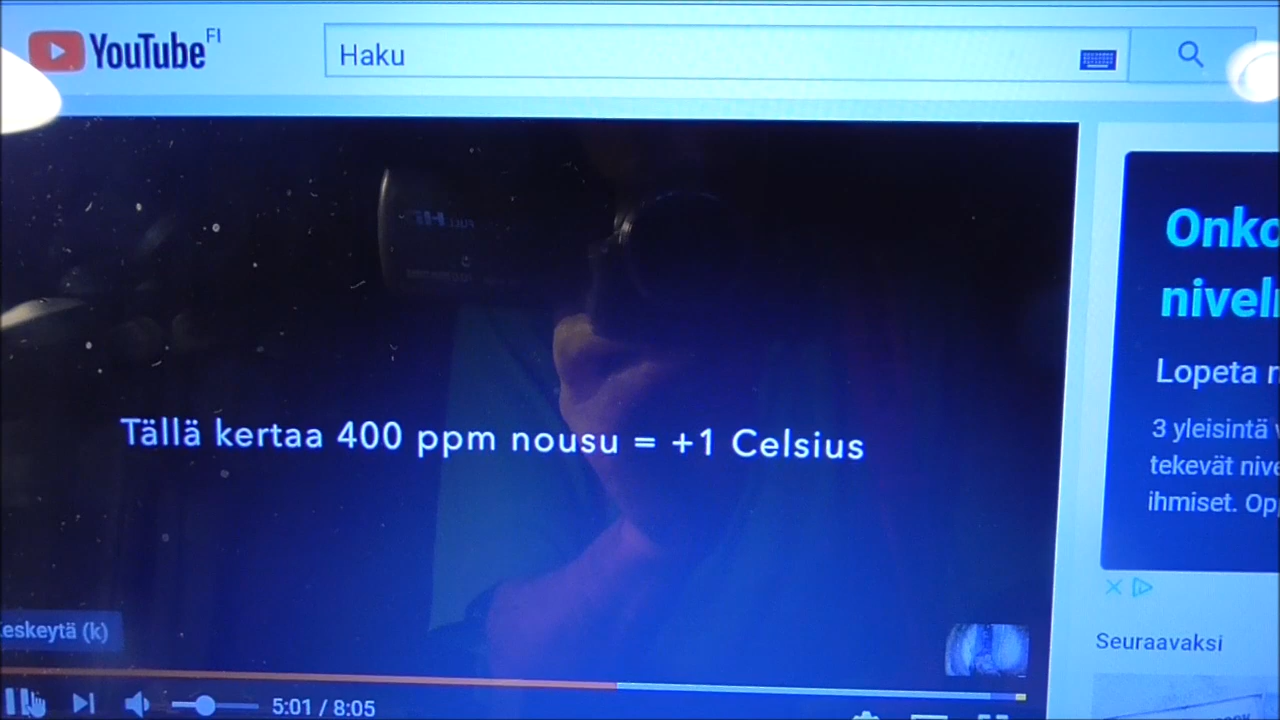 YouTube FI
Haku
Onko
nivel
Lopeta
3 yleisintä
tekevät nive
ihmiset. Op
Tällä kertaa 400 ppm nousu = +1 Celsius
eskeytä (k)
Seuraavaksi
5:01 / 8:05